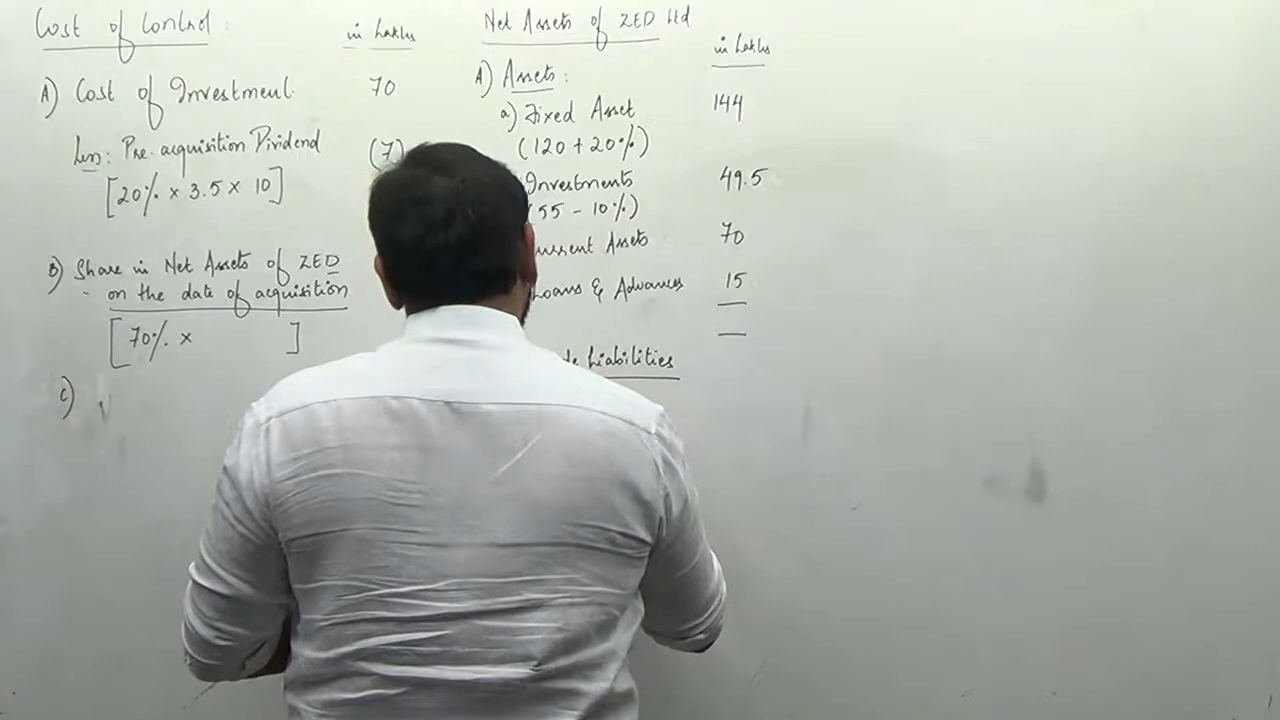 Cost of Control :
in Lakhs
A) Cost of Investment 70
Less: Pre-acquisition Dividend (7)
[20% x 3.5 x 10]
B) Share in Net Assets of ZED
on the date of acquisition
[70% x ]
C)
Net Assets of ZED Ltd
in Lakhs
A) Assets :
a) Fixed Asset 144
(120 + 20%)
Investments 49.5
(55 - 10%)
Assets 70
Loans & Advances 15
Liabilities